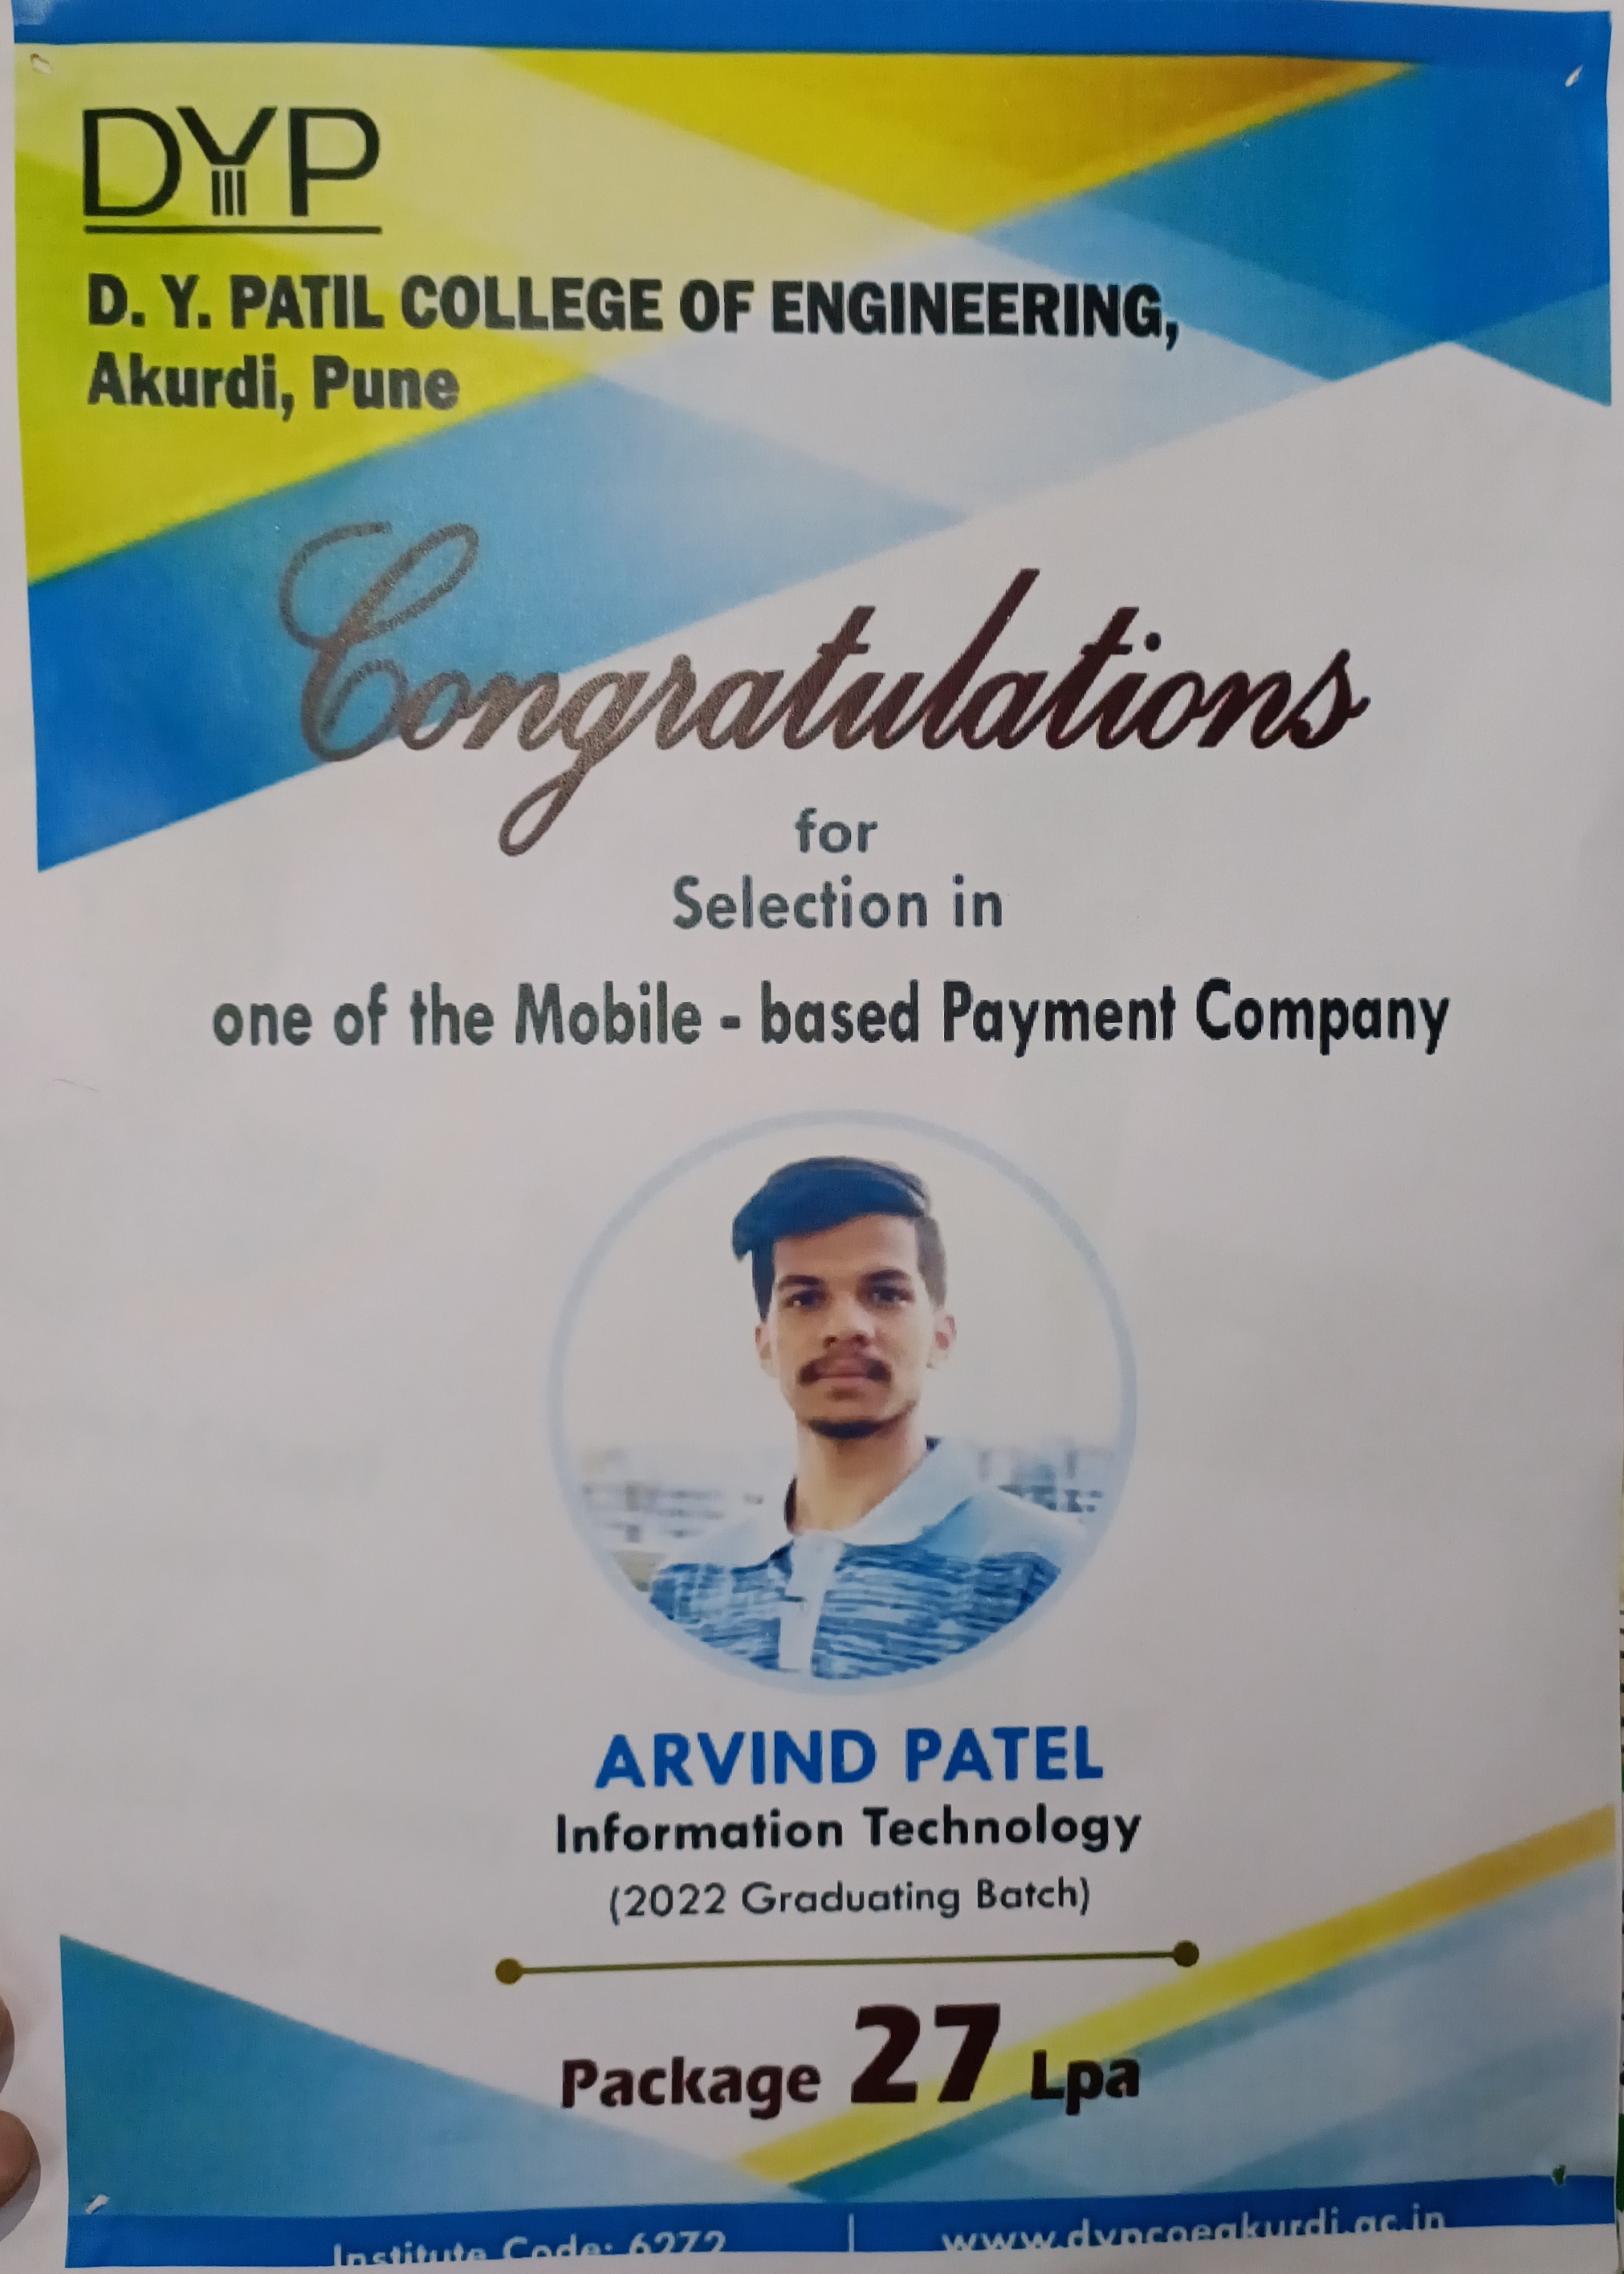 DYP
D. Y. PATIL COLLEGE OF ENGINEERING,
Akurdi, Pune
Congratulations
for
Selection in
one of the Mobile - based Payment Company
ARVIND PATEL
Information Technology
(2022 Graduating Batch)
Package 27 Lpa
Institute Code: 6272 | www.dypcoeakurdi.ac.in